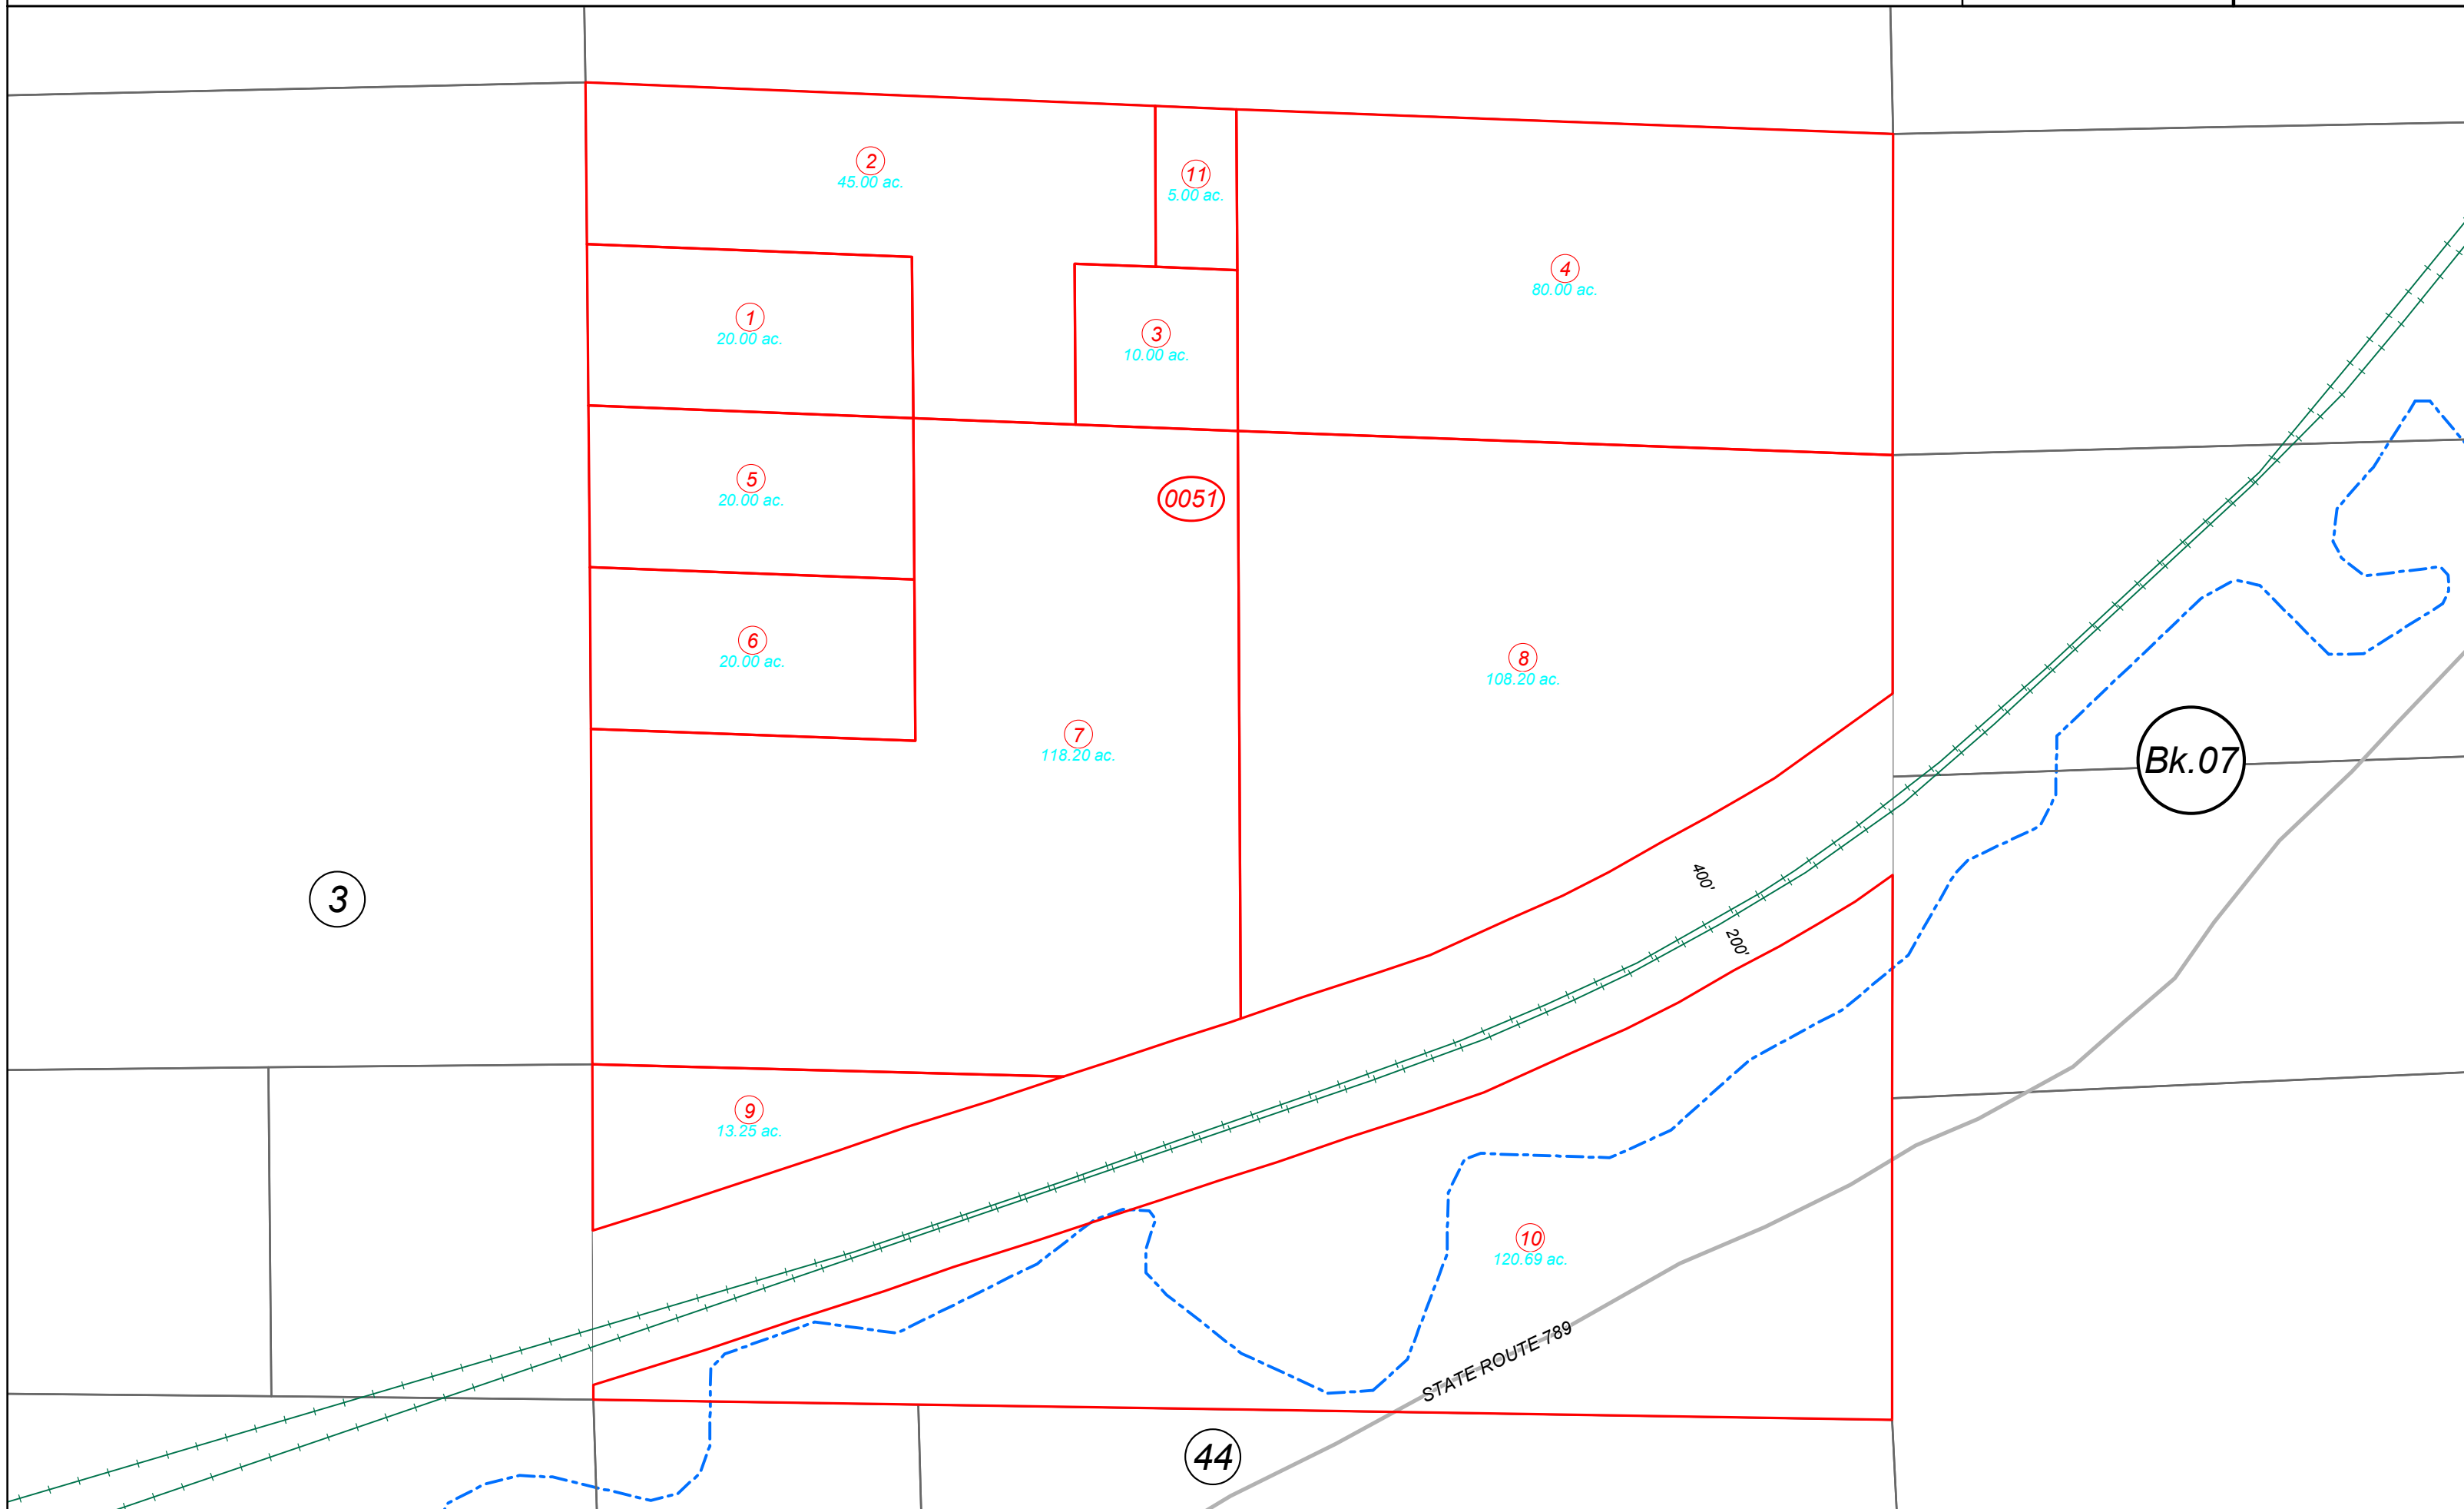 2
45.00 ac.
11
5.00 ac.
4
80.00 ac.
1
20.00 ac.
3
10.00 ac.
5
20.00 ac.
0051
6
20.00 ac.
8
108.20 ac.
7
118.20 ac.
Bk.07
3
400'
200'
9
13.25 ac.
10
120.69 ac.
STATE ROUTE 789
44